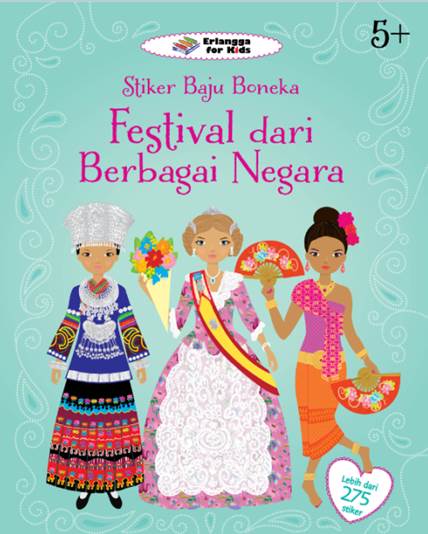 Erlangga
for Kids
5+
Stiker Baju Boneka
Festival dari
Berbagai Negara
Lebih dari
275
stiker